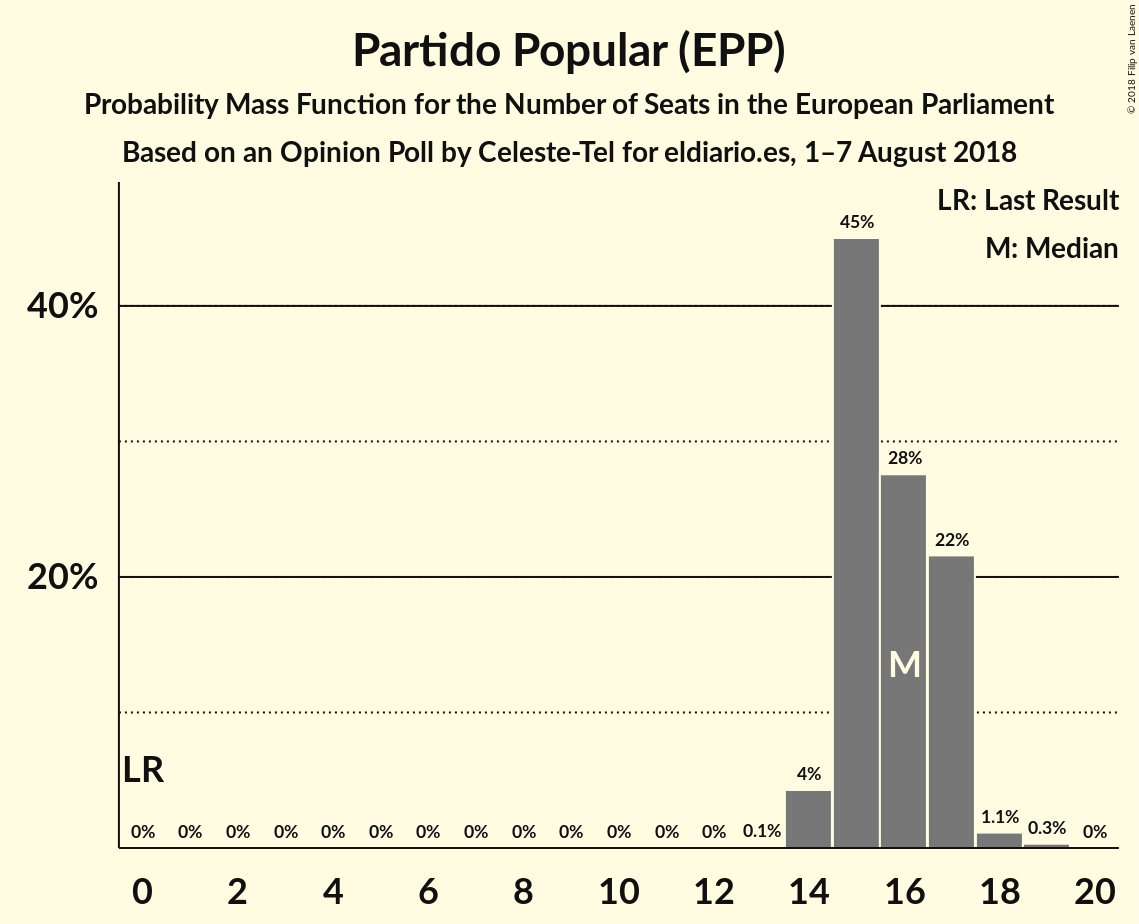 Partido Popular (EPP)
Probability Mass Function for the Number of Seats in the European Parliament
Based on an Opinion Poll by Celeste-Tel for eldiario.es, 1–7 August 2018
© 2018 Filip van Laenen
LR: Last Result
M: Median
45%
40%
28%
22%
20%
M
LR
4%
0% 0% 0% 0% 0% 0% 0% 0% 0% 0% 0% 0% 0% 0.1% 1.1% 0.3% 0%
0 2 4 6 8 10 12 14 16 18 20